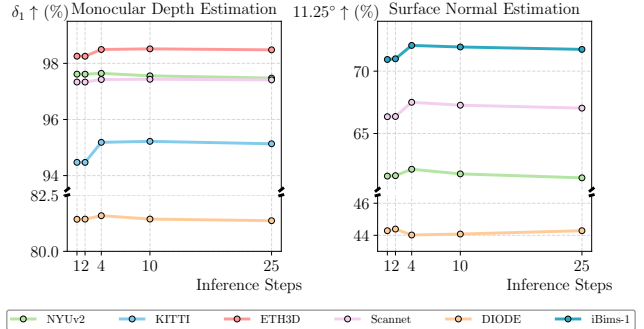 δ₁ ↑ (%) Monocular Depth Estimation
98
96
94
82.5
80.0
1 2 4 10 25
Inference Steps
11.25° ↑ (%) Surface Normal Estimation
70
65
46
44
1 2 4 10 25
Inference Steps
NYUv2 KITTI ETH3D Scannet DIODE iBims-1